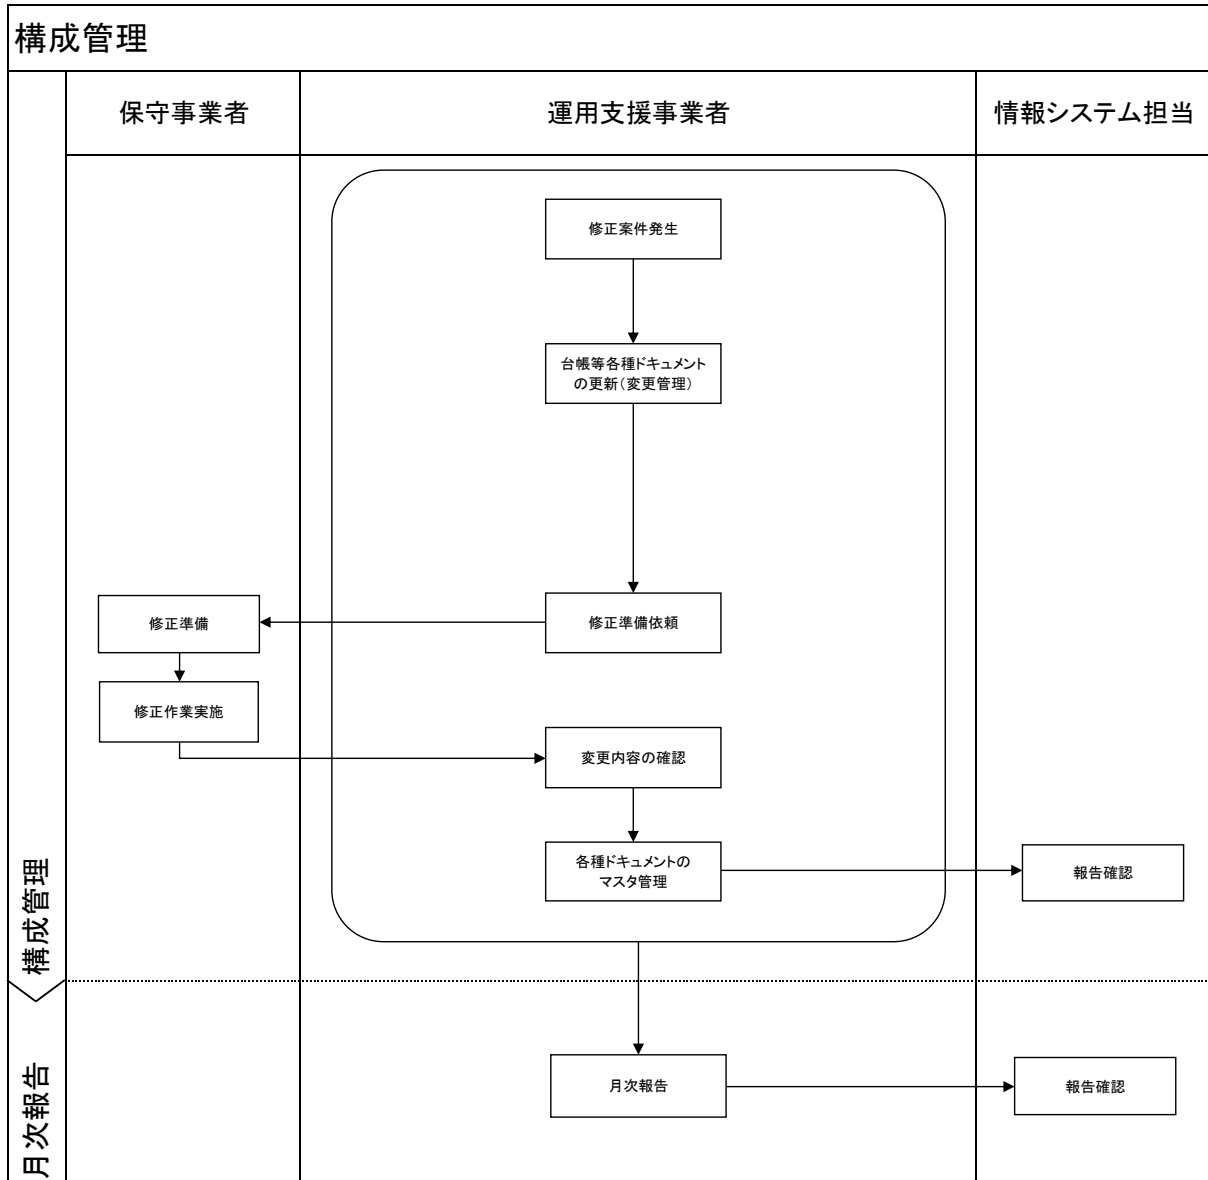 構成管理
保守事業者
運用支援事業者
情報システム担当
修正案件発生
台帳等各種ドキュメント
の更新(変更管理)
修正準備
修正準備依頼
修正作業実施
変更内容の確認
各種ドキュメントの
マスタ管理
報告確認
構成管理
月次報告
報告確認
月次報告